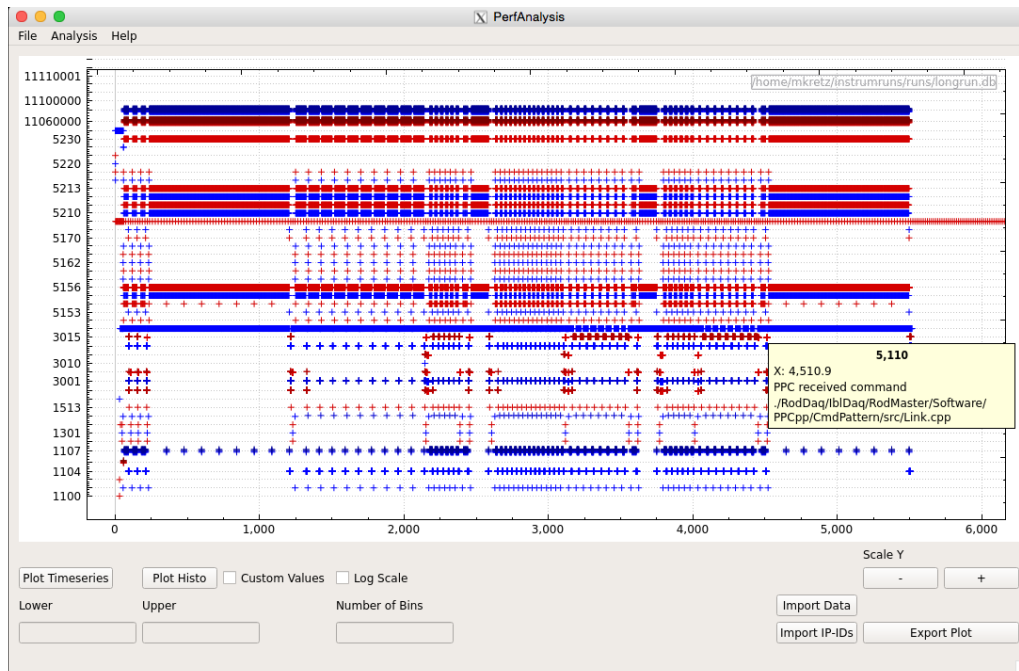 PerfAnalysis
File Analysis Help
/home/mkretz/instrumruns/runs/longrun.db
11110001
11100000
11060000
5230
5220
5213
5210
5170
5162
5156
5153
3015
3010
3001
1513
1301
1107
1104
1100
5,110
X: 4,510.9
PPC received command
./RodDaq/IblDaq/RodMaster/Software/
PPCpp/CmdPattern/src/Link.cpp
0 1,000 2,000 3,000 4,000 5,000 6,000
Scale Y
Plot Timeseries Plot Histo Custom Values Log Scale - +
Lower Upper Number of Bins Import Data
Import IP-IDs Export Plot